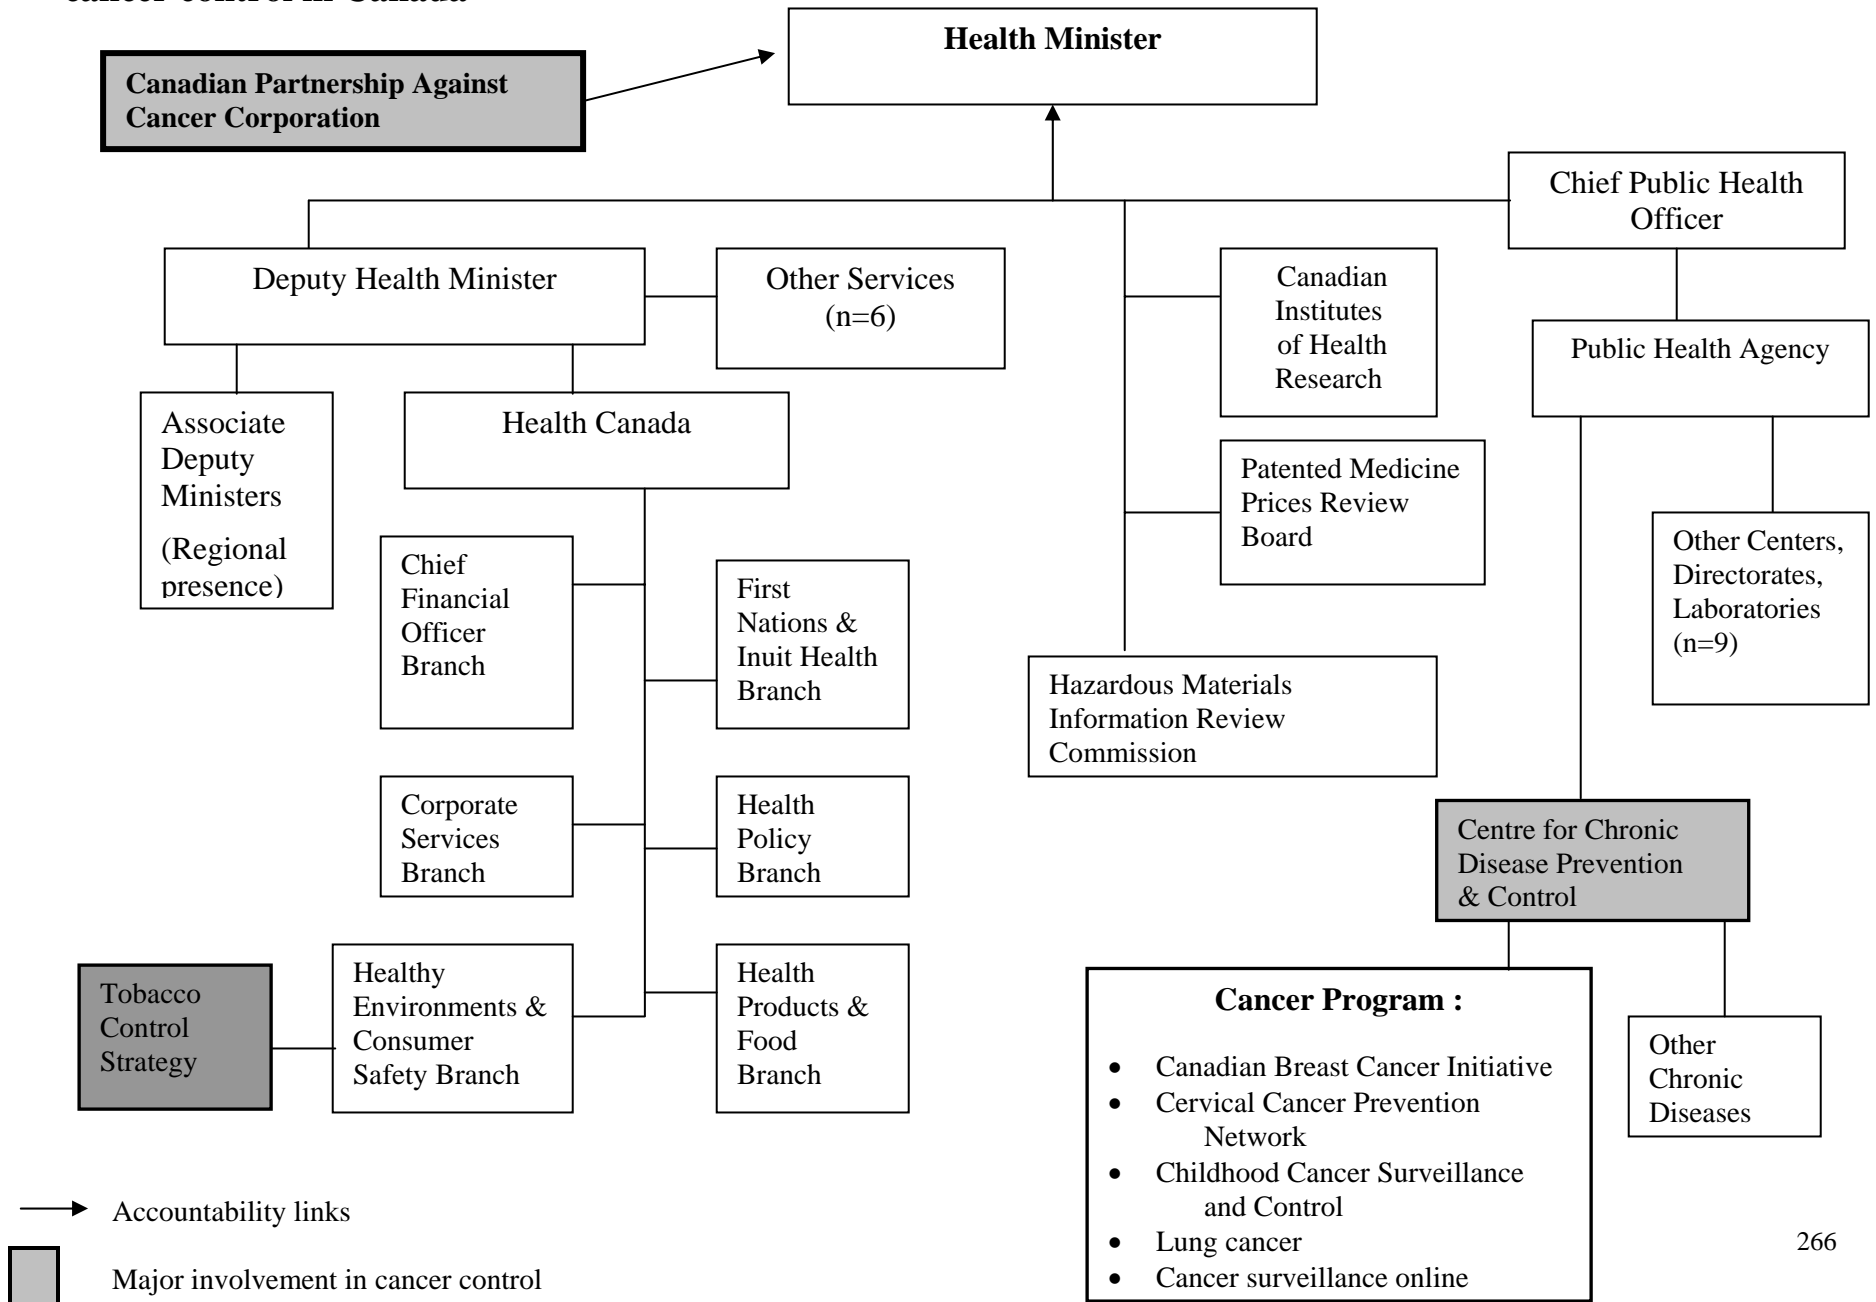 cancer control in Canada
Health Minister
Canadian Partnership Against
Cancer Corporation
Chief Public Health
Officer
Deputy Health Minister
Other Services
(n=6)
Canadian
Institutes
of Health
Research
Public Health Agency
Associate
Deputy
Ministers
(Regional
presence)
Health Canada
Patented Medicine
Prices Review
Board
Other Centers,
Directorates,
Laboratories
(n=9)
Chief
Financial
Officer
Branch
First
Nations &
Inuit Health
Branch
Hazardous Materials
Information Review
Commission
Corporate
Services
Branch
Health
Policy
Branch
Centre for Chronic
Disease Prevention
& Control
Tobacco
Control
Strategy
Healthy
Environments &
Consumer
Safety Branch
Health
Products &
Food
Branch
Cancer Program :
• Canadian Breast Cancer Initiative
• Cervical Cancer Prevention
Network
• Childhood Cancer Surveillance
and Control
• Lung cancer
• Cancer surveillance online
Other
Chronic
Diseases
Accountability links
Major involvement in cancer control
266